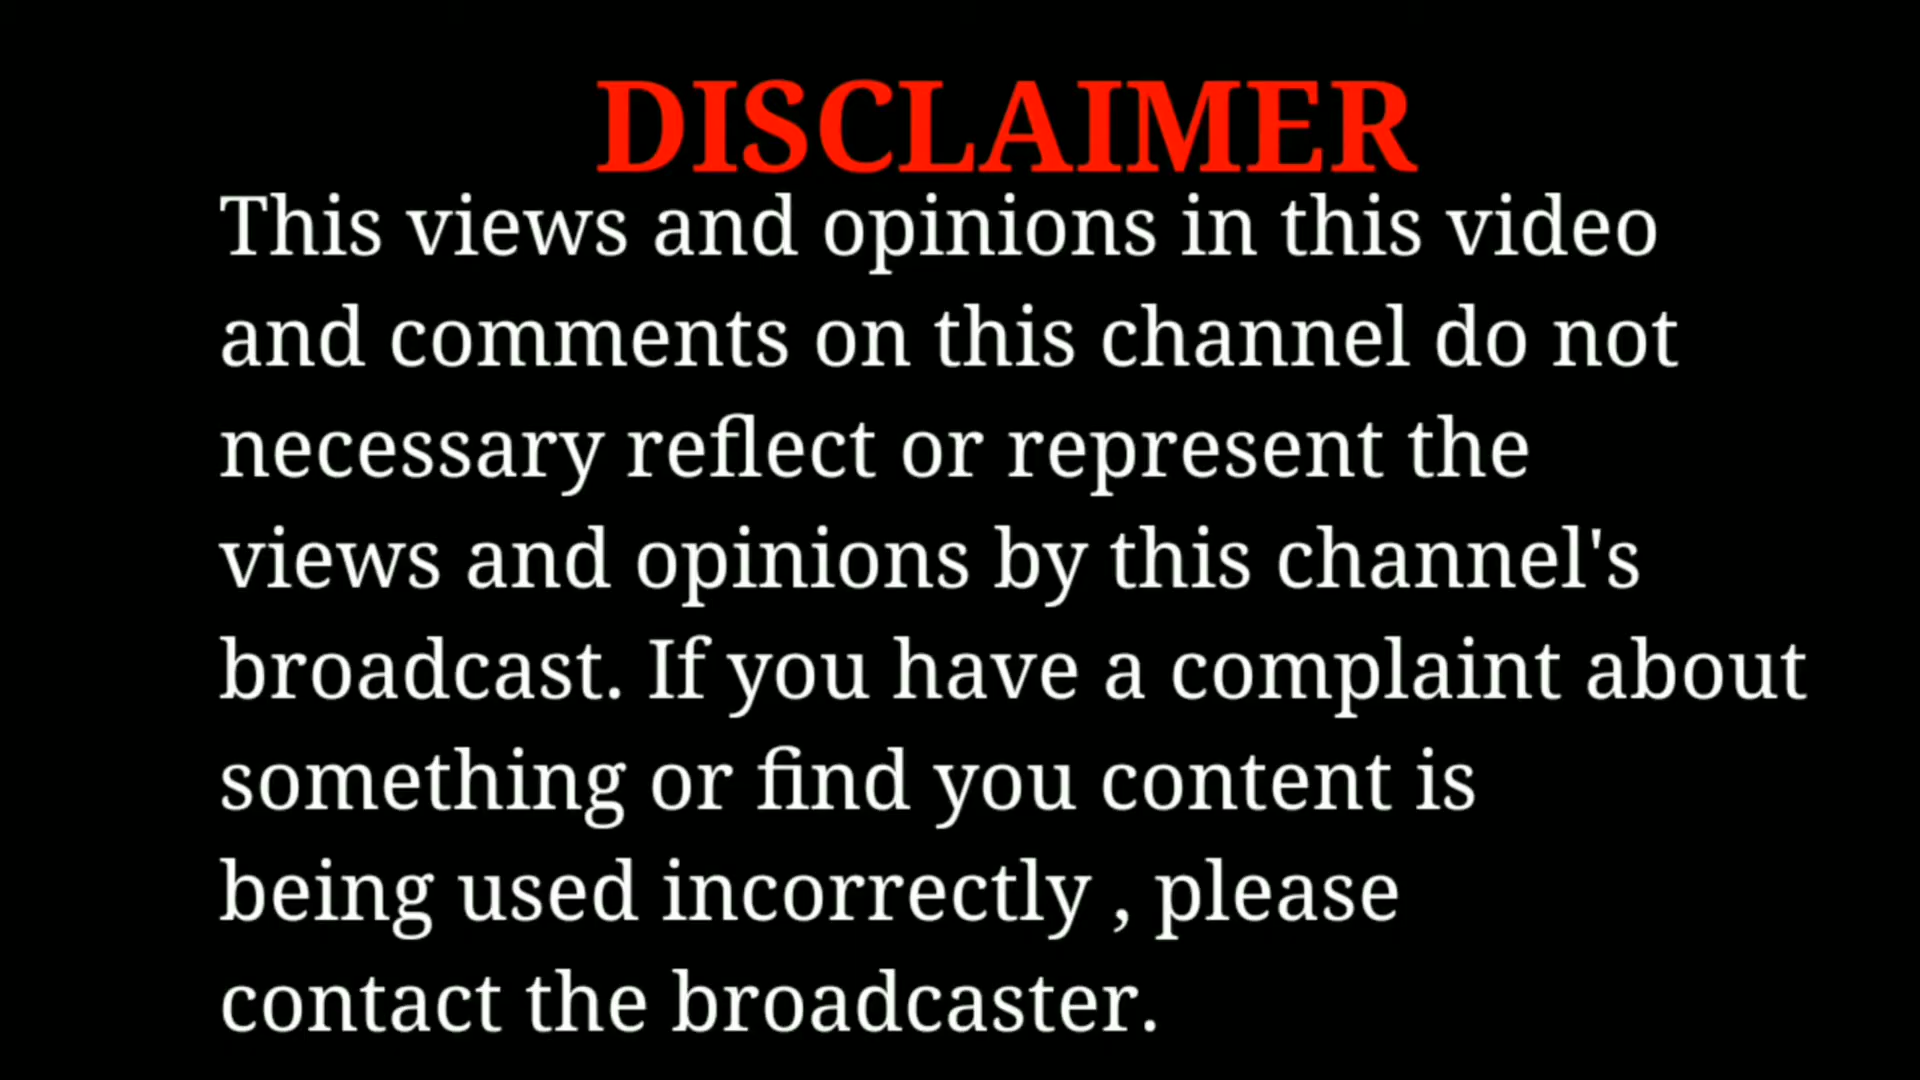 DISCLAIMER
This views and opinions in this video
and comments on this channel do not
necessary reflect or represent the
views and opinions by this channel's
broadcast. If you have a complaint about
something or find you content is
being used incorrectly , please
contact the broadcaster.